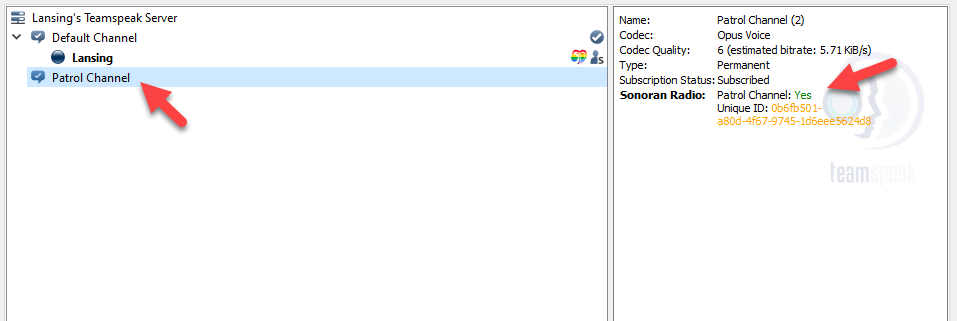 Lansing's Teamspeak Server
Default Channel
Lansing
Patrol Channel
Name: Patrol Channel (2)
Codec: Opus Voice
Codec Quality: 6 (estimated bitrate: 5.71 KiB/s)
Type: Permanent
Subscription Status: Subscribed
Sonoran Radio: Patrol Channel: Yes
Unique ID: 0b6fb501-
a80d-4f67-9745-1d6eee5624d8
teamspeak